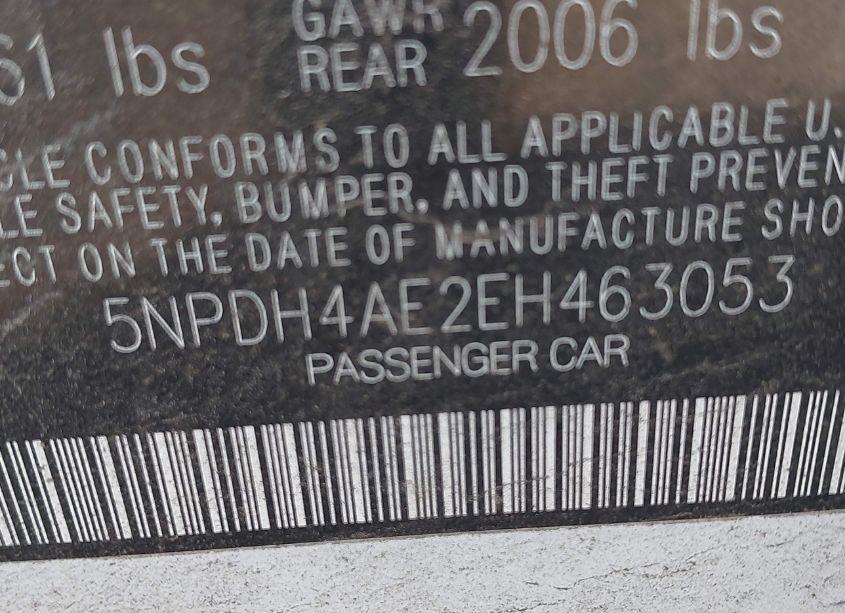 61 lbs GAWR REAR 2006 lbs
CLE CONFORMS TO ALL APPLICABLE U.
LE SAFETY, BUMPER, AND THEFT PREVEN
ECT ON THE DATE OF MANUFACTURE SHO
5NPDH4AE2EH463053
PASSENGER CAR